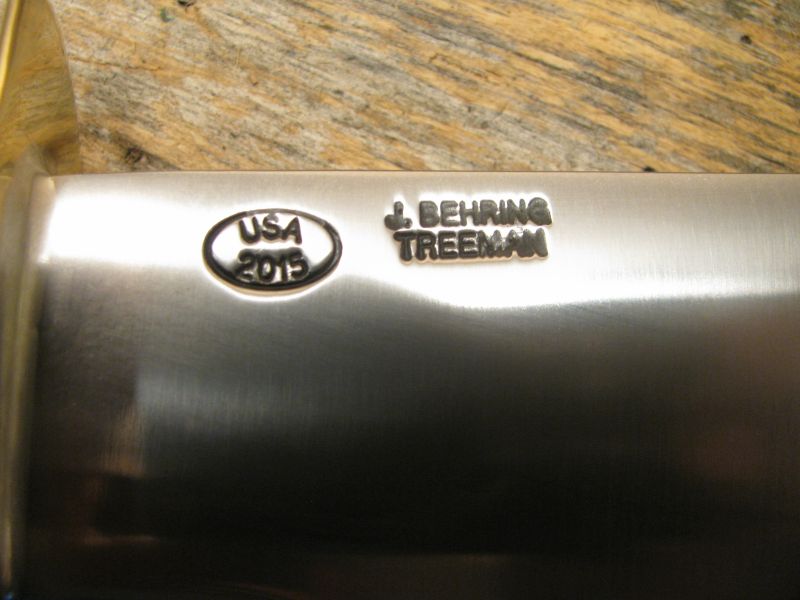 USA
2015
J. BEHRING
TREEMAN